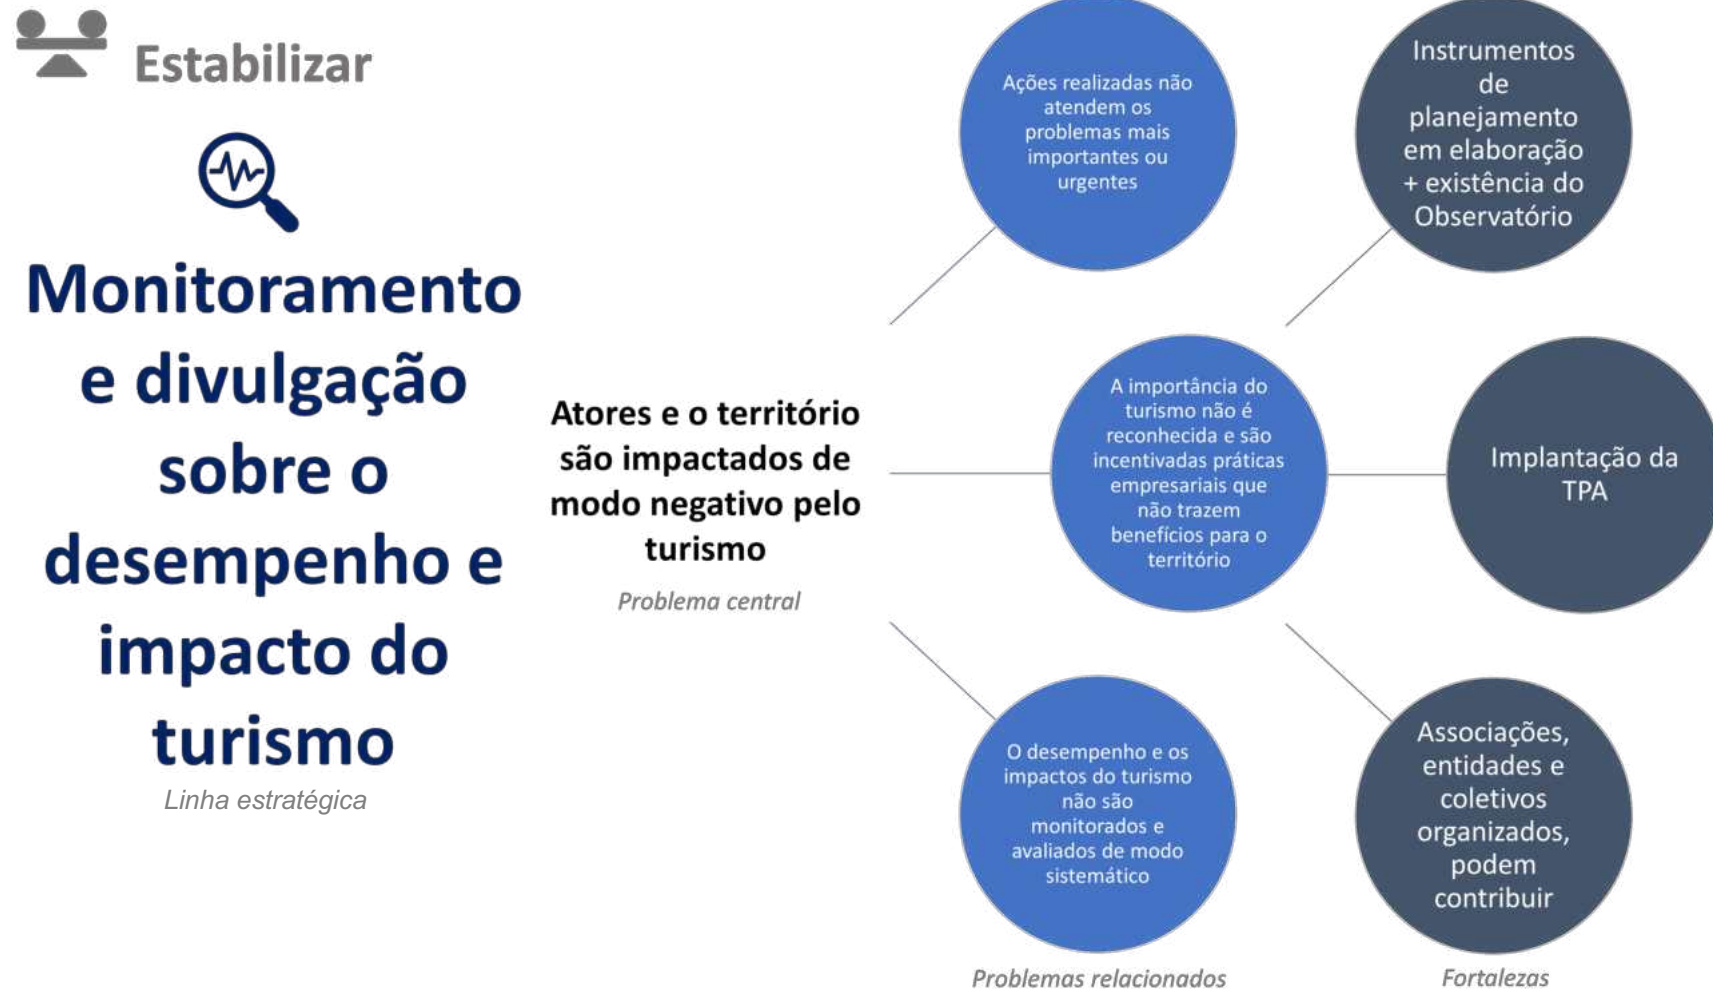 Estabilizar
Monitoramento
e divulgação
sobre o
desempenho e
impacto do
turismo
Linha estratégica
Atores e o território
são impactados de
modo negativo pelo
turismo
Problema central
Ações realizadas não
atendem os
problemas mais
importantes ou
urgentes
A importância do
turismo não é
reconhecida e são
incentivadas práticas
empresariais que
não trazem
benefícios para o
território
O desempenho e os
impactos do turismo
não são
monitorados e
avaliados de modo
sistemático
Problemas relacionados
Instrumentos
de
planejamento
em elaboração
+ existência do
Observatório
Implantação da
TPA
Associações,
entidades e
coletivos
organizados,
podem
contribuir
Fortalezas